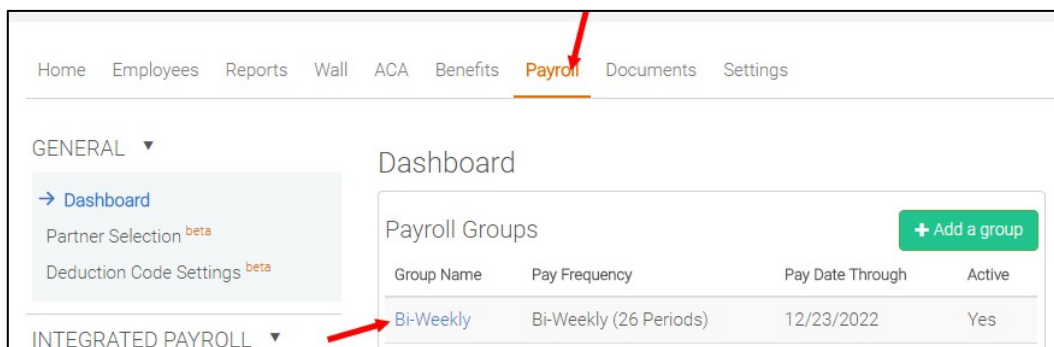 Home Employees Reports Wall ACA Benefits Payroll Documents Settings
GENERAL ▼
→ Dashboard
Partner Selection beta
Deduction Code Settings beta
INTEGRATED PAYROLL ▼
Dashboard
Payroll Groups + Add a group
Group Name Pay Frequency Pay Date Through Active
Bi-Weekly Bi-Weekly (26 Periods) 12/23/2022 Yes